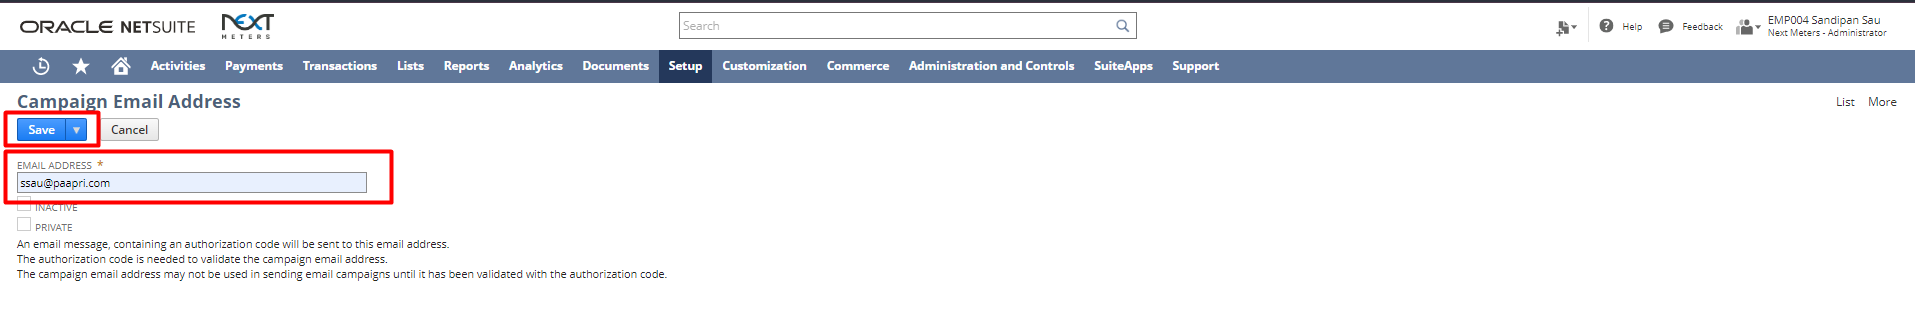 ORACLE NETSUITE
NEXT
METERS
Search
Help
Feedback
EMP004 Sandipan Sau
Next Meters - Administrator
Activities Payments Transactions Lists Reports Analytics Documents Setup Customization Commerce Administration and Controls SuiteApps Support
Campaign Email Address
List More
Save Cancel
EMAIL ADDRESS *
ssau@paapri.com
INACTIVE
PRIVATE
An email message, containing an authorization code will be sent to this email address.
The authorization code is needed to validate the campaign email address.
The campaign email address may not be used in sending email campaigns until it has been validated with the authorization code.